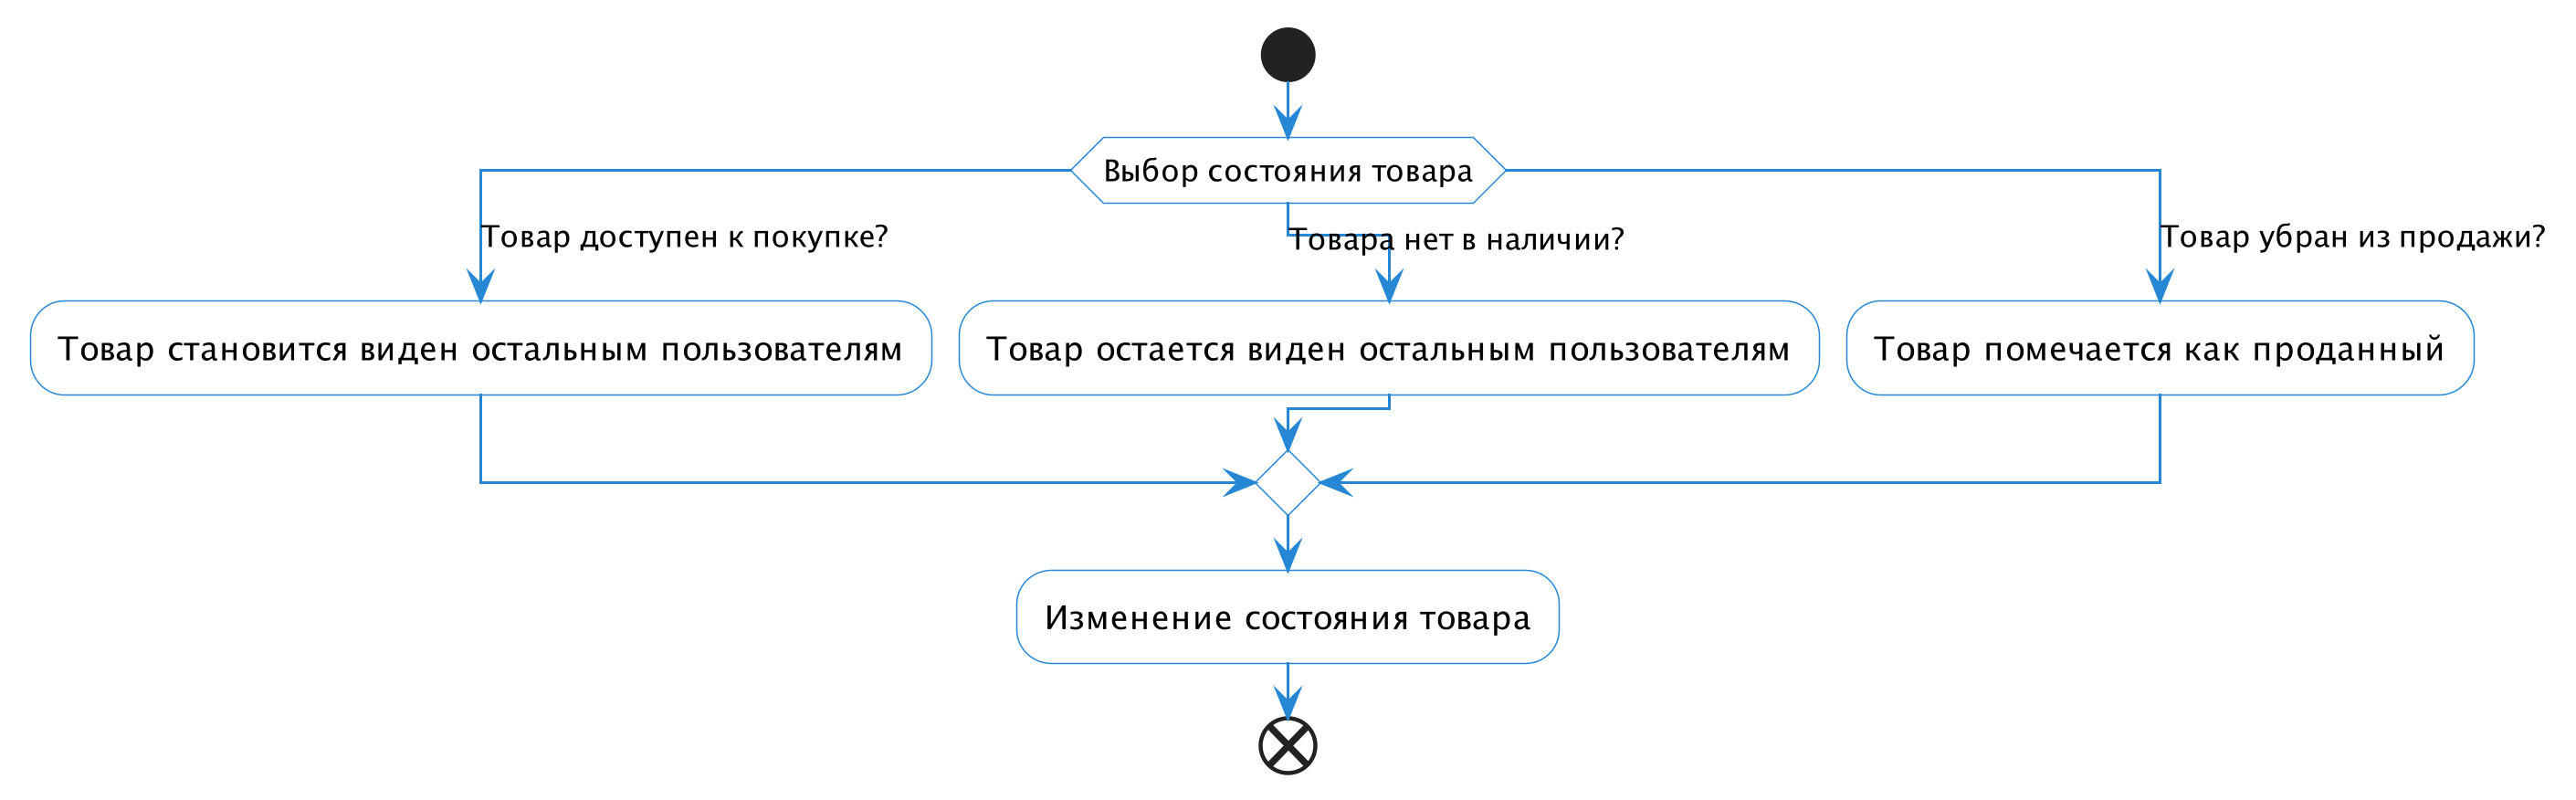 Выбор состояния товара
Товар доступен к покупке?
Товара нет в наличии?
Товар убран из продажи?
Товар становится виден остальным пользователям
Товар остается виден остальным пользователям
Товар помечается как проданный
Изменение состояния товара